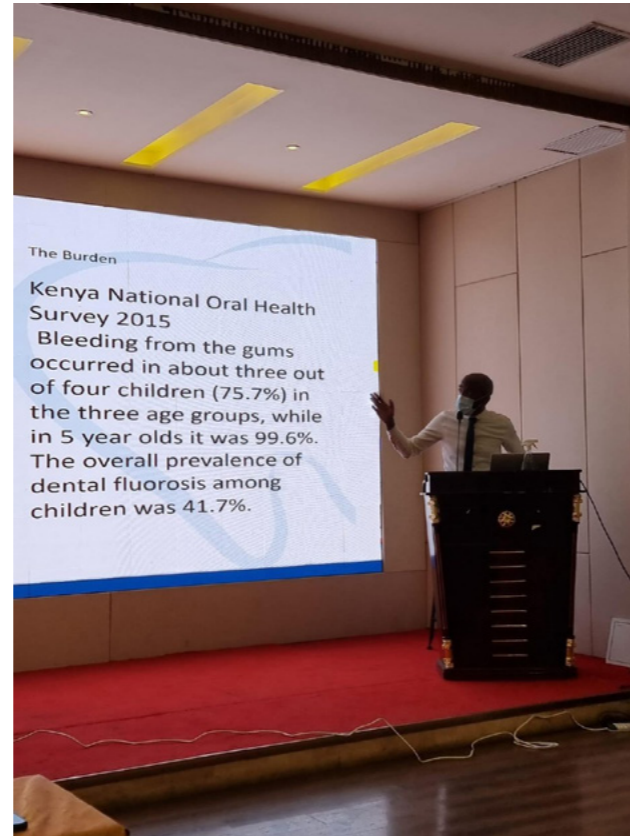 The Burden
Kenya National Oral Health
Survey 2015
Bleeding from the gums
occurred in about three out
of four children (75.7%) in
the three age groups, while
in 5 year olds it was 99.6%.
The overall prevalence of
dental fluorosis among
children was 41.7%.